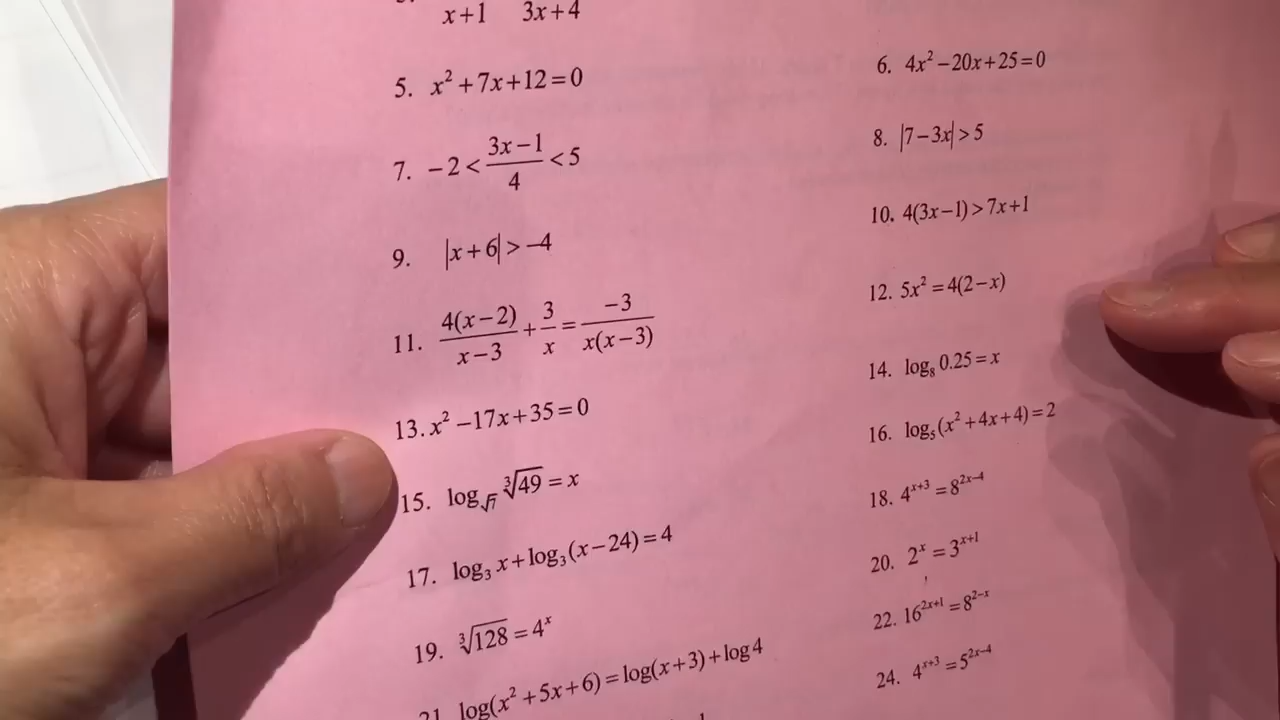 x+1 3x+4
5. x² +7x+12=0
6. 4x² −20x+25=0
7. −2 < (3x−1)/4 < 5
8. |7−3x| > 5
9. |x+6| > −4
10. 4(3x−1) > 7x+1
11. 4(x−2)/(x−3) + 3/x = −3/(x(x−3))
12. 5x² = 4(2−x)
13. x² −17x+35=0
14. log₈ 0.25 = x
15. log_√7 ∛49 = x
16. log₅(x² +4x+4) = 2
17. log₃ x + log₃(x−24) = 4
18. 4^(x+3) = 8^(2x−4)
19. ∛128 = 4^x
20. 2^x = 3^(x+1)
21. log(x² +5x+6) = log(x+3) + log4
22. 16^(2x+1) = 8^(2−x)
24. 4^(x+3) = 5^(2x−4)